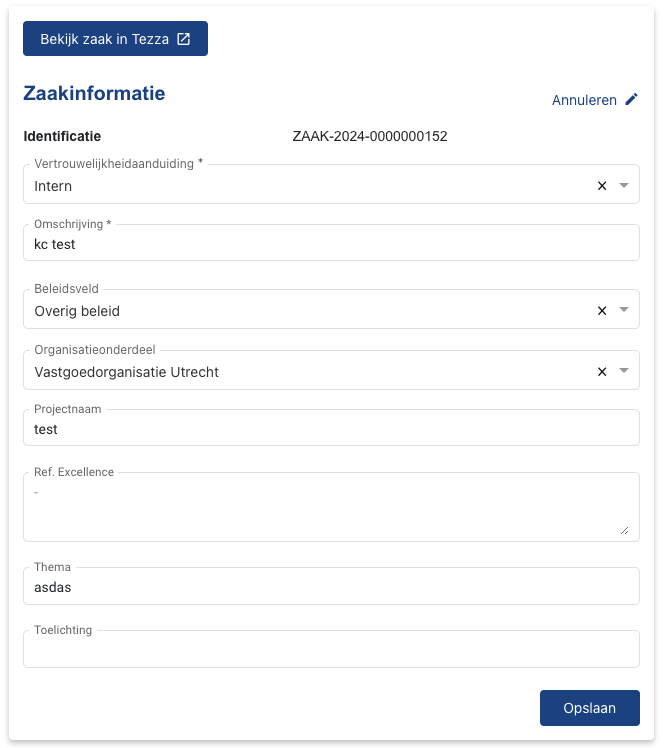 Bekijk zaak in Tezza
Zaakinformatie
Annuleren
Identificatie ZAAK-2024-0000000152
Vertrouwelijkheidaanduiding *
Intern
Omschrijving *
kc test
Beleidsveld
Overig beleid
Organisatieonderdeel
Vastgoedorganisatie Utrecht
Projectnaam
test
Ref. Excellence
-
Thema
asdas
Toelichting
Opslaan